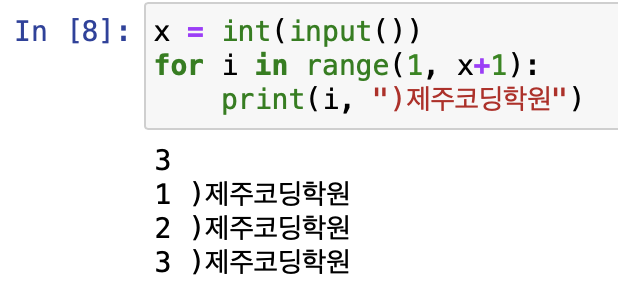 In [8]: x = int(input())
for i in range(1, x+1):
    print(i, ")제주코딩학원")
3
1 )제주코딩학원
2 )제주코딩학원
3 )제주코딩학원